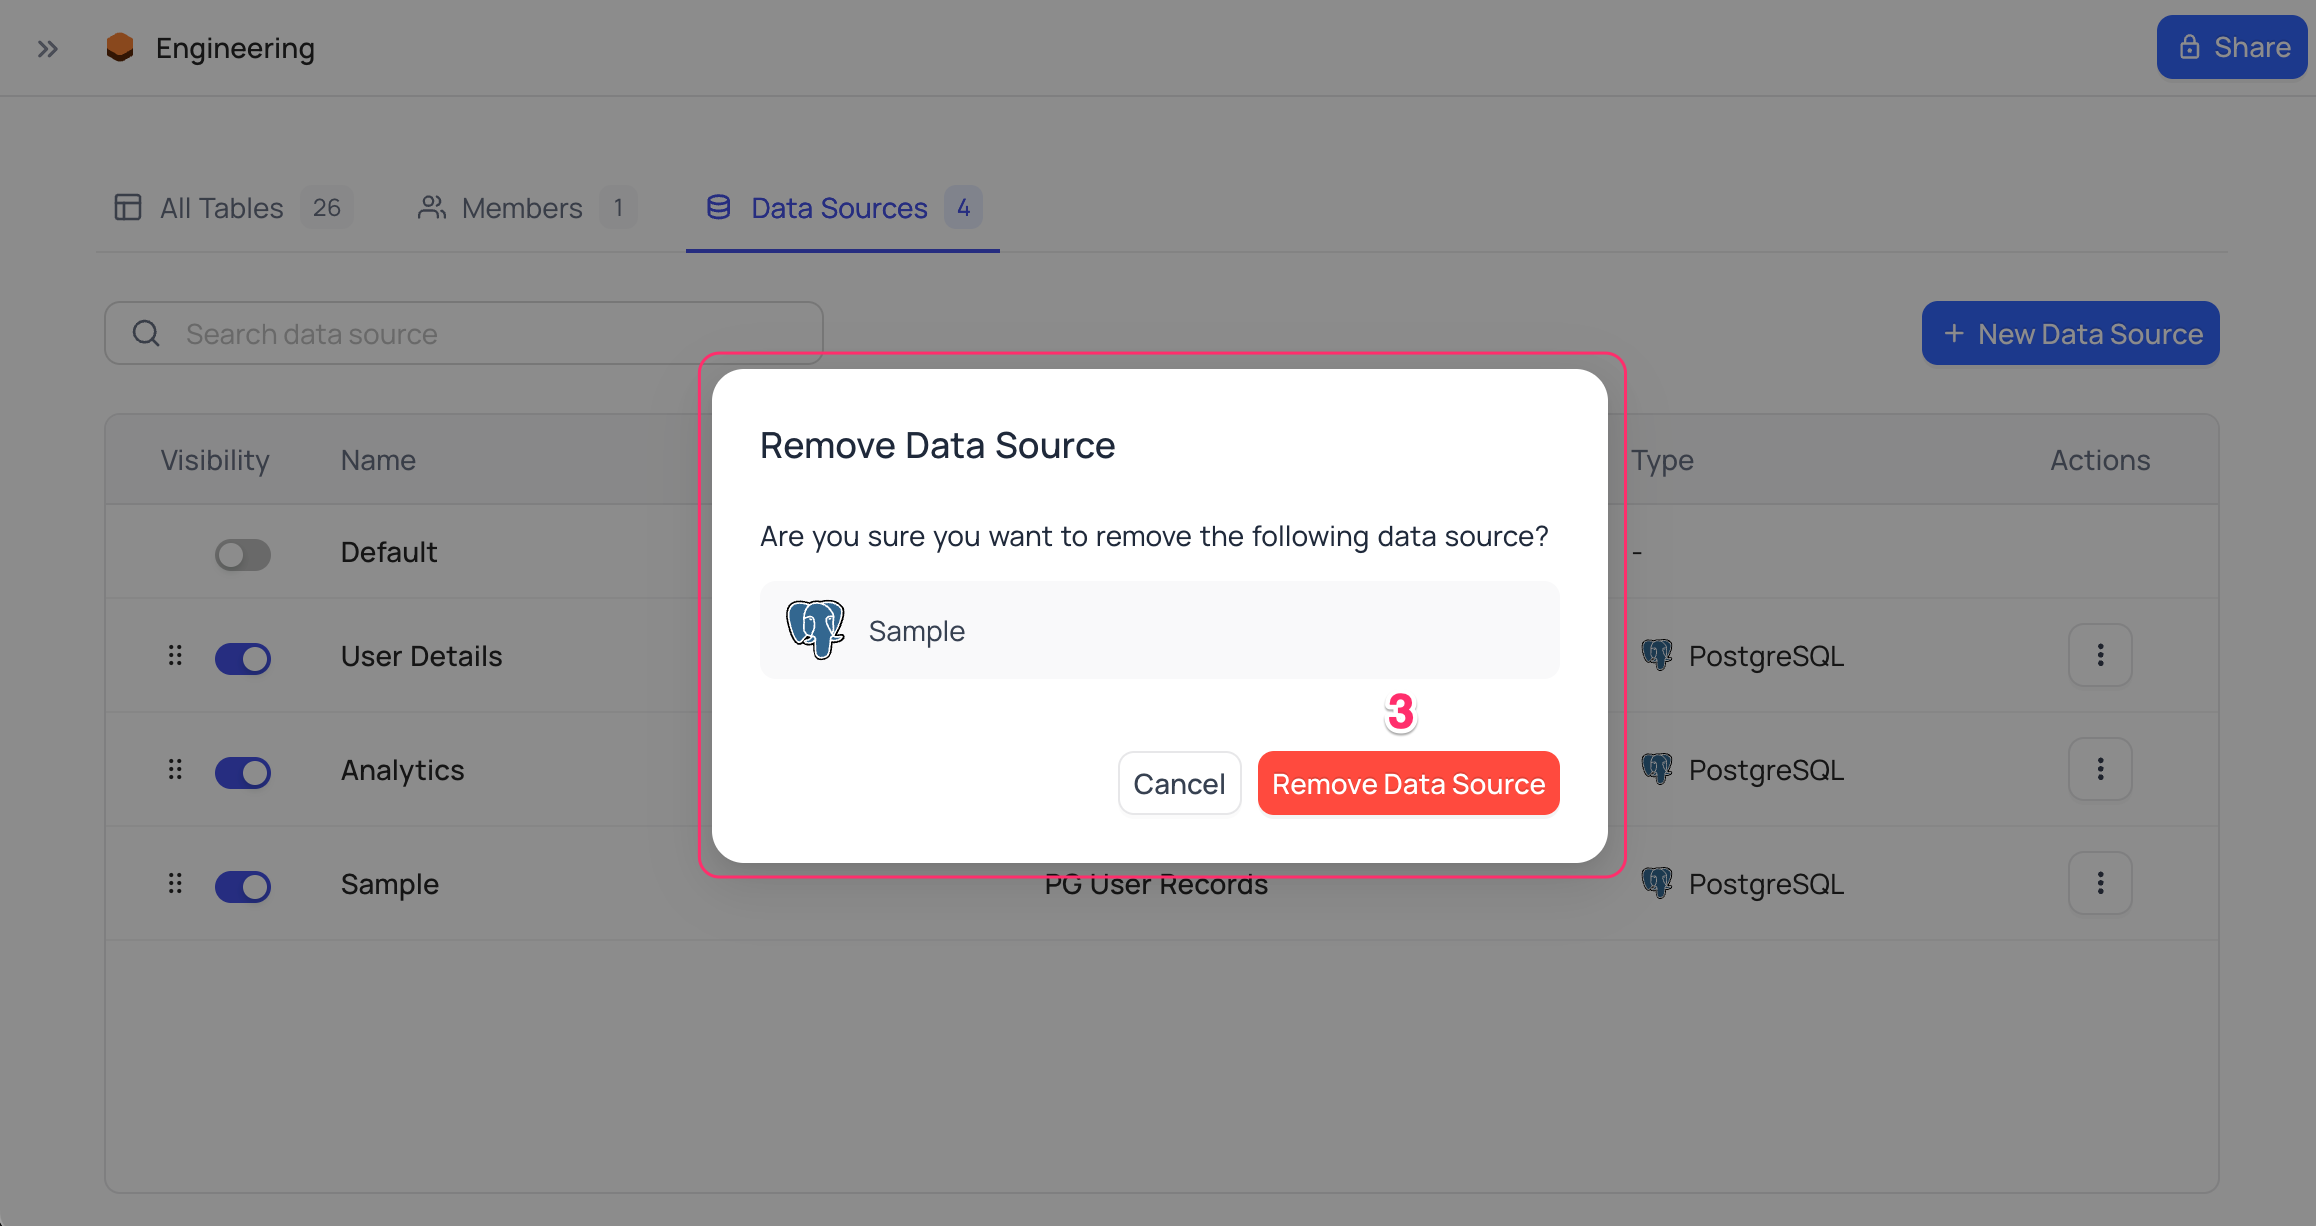 Engineering
Share
All Tables 26
Members 1
Data Sources 4
Search data source
+ New Data Source
Visibility Name Type Actions
Default -
User Details PostgreSQL
Analytics PostgreSQL
Sample PG User Records PostgreSQL
Remove Data Source
Are you sure you want to remove the following data source?
Sample
3
Cancel Remove Data Source